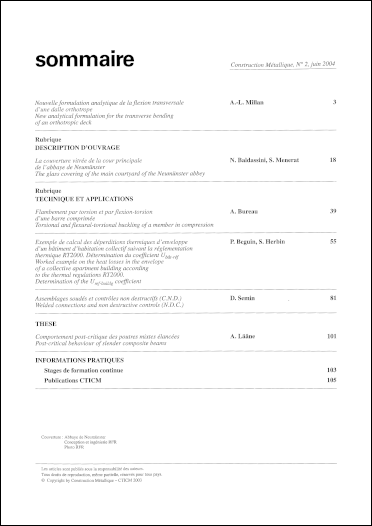 sommaire
Construction Métallique, N° 2, juin 2004
Nouvelle formulation analytique de la flexion transversale
d'une dalle orthotrope
New analytical formulation for the transverse bending
of an orthotropic deck
A.-L. Millan 3
Rubrique
DESCRIPTION D'OUVRAGE
La couverture vitrée de la cour principale
de l'abbaye de Neumünster
The glass covering of the main courtyard of the Neumünster abbey
N. Baldassini, S. Menerat 18
Rubrique
TECHNIQUE ET APPLICATIONS
Flambement par torsion et par flexion-torsion
d'une barre comprimée
Torsional and flexural-torsional buckling of a member in compression
A. Bureau 39
Exemple de calcul des déperditions thermiques d'enveloppe
d'un bâtiment d'habitation collectif suivant la réglementation
thermique RT2000. Détermination du coefficient U
Worked example on the heat losses in the envelope
of a collective apartment building according
to the thermal regulations RT2000.
Determination of the U coefficient
P. Beguin, S. Herbin 55
Assemblages soudés et contrôles non destructifs (C.N.D.)
Welded connections and non destructive controls (N.D.C.)
D. Semin 81
THESE
Comportement post-critique des poutres mixtes élancées
Post-critical behaviour of slender composite beams
A. Lääne 101
INFORMATIONS PRATIQUES
Stages de formation continue 103
Publications CTICM 105
Couverture : Abbaye de Neumünster
Conception et ingénierie RFR
Photo RFR
Les articles sont publiés sous la responsabilité des auteurs.
Tous droits de reproduction, même partielle, réservés pour tous pays.
© Copyright by Construction Métallique - CTICM 2003